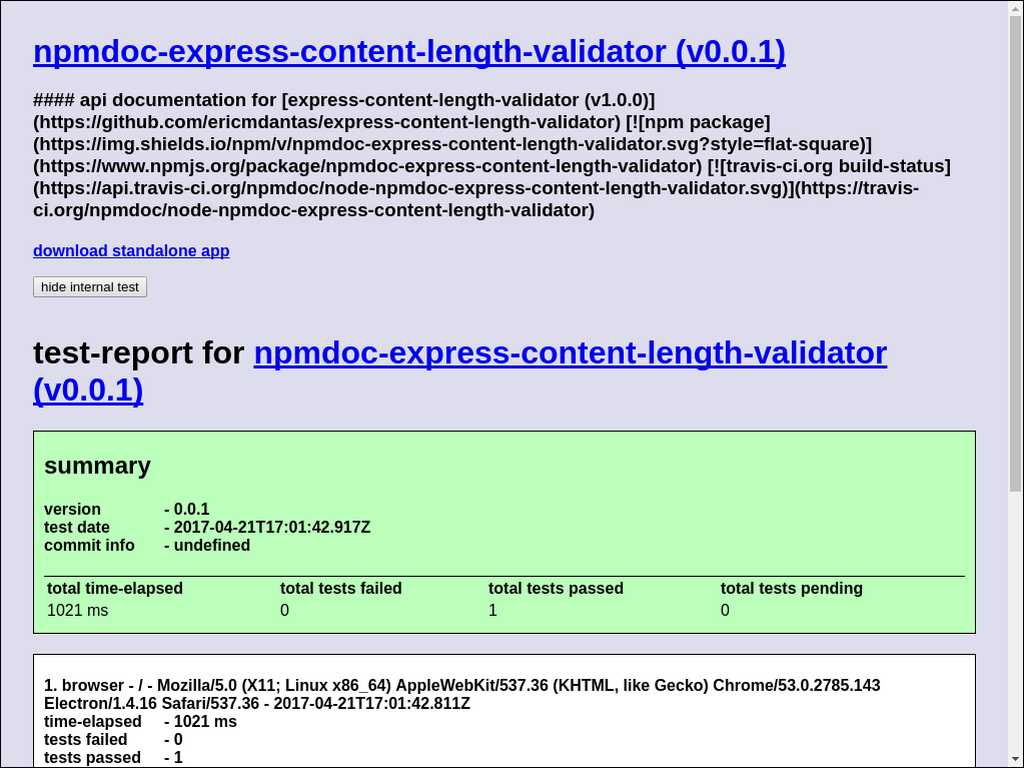 npmdoc-express-content-length-validator (v0.0.1)
#### api documentation for [express-content-length-validator (v1.0.0)]
(https://github.com/ericmdantas/express-content-length-validator) [![npm package]
(https://img.shields.io/npm/v/npmdoc-express-content-length-validator.svg?style=flat-square)]
(https://www.npmjs.org/package/npmdoc-express-content-length-validator) [![travis-ci.org build-status]
(https://api.travis-ci.org/npmdoc/node-npmdoc-express-content-length-validator.svg)](https://travis-
ci.org/npmdoc/node-npmdoc-express-content-length-validator)
download standalone app
hide internal test
test-report for npmdoc-express-content-length-validator
(v0.0.1)
summary
version - 0.0.1
test date - 2017-04-21T17:01:42.917Z
commit info - undefined
total time-elapsed total tests failed total tests passed total tests pending
1021 ms 0 1 0
1. browser - / - Mozilla/5.0 (X11; Linux x86_64) AppleWebKit/537.36 (KHTML, like Gecko) Chrome/53.0.2785.143
Electron/1.4.16 Safari/537.36 - 2017-04-21T17:01:42.811Z
time-elapsed - 1021 ms
tests failed - 0
tests passed - 1